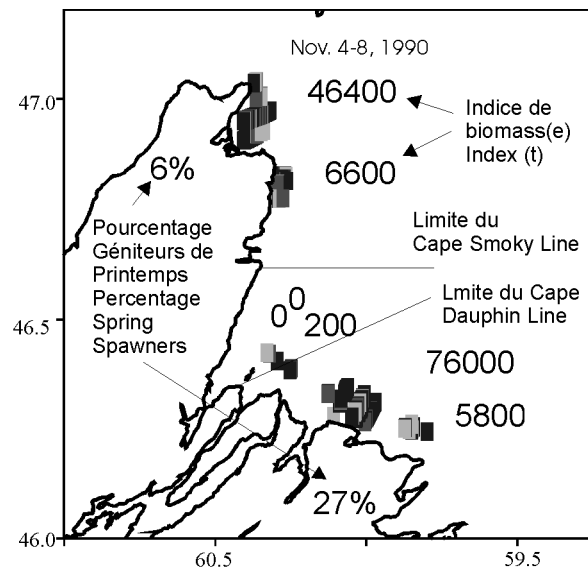 Nov. 4-8, 1990
47.0
46400
Indice de
biomass(e)
Index (t)
6%
6600
Pourcentage
Géniteurs de
Printemps
Percentage
Spring
Spawners
Limite du
Cape Smoky Line
Lmite du Cape
Dauphin Line
46.5
0
0
200
76000
5800
27%
46.0
60.5
59.5